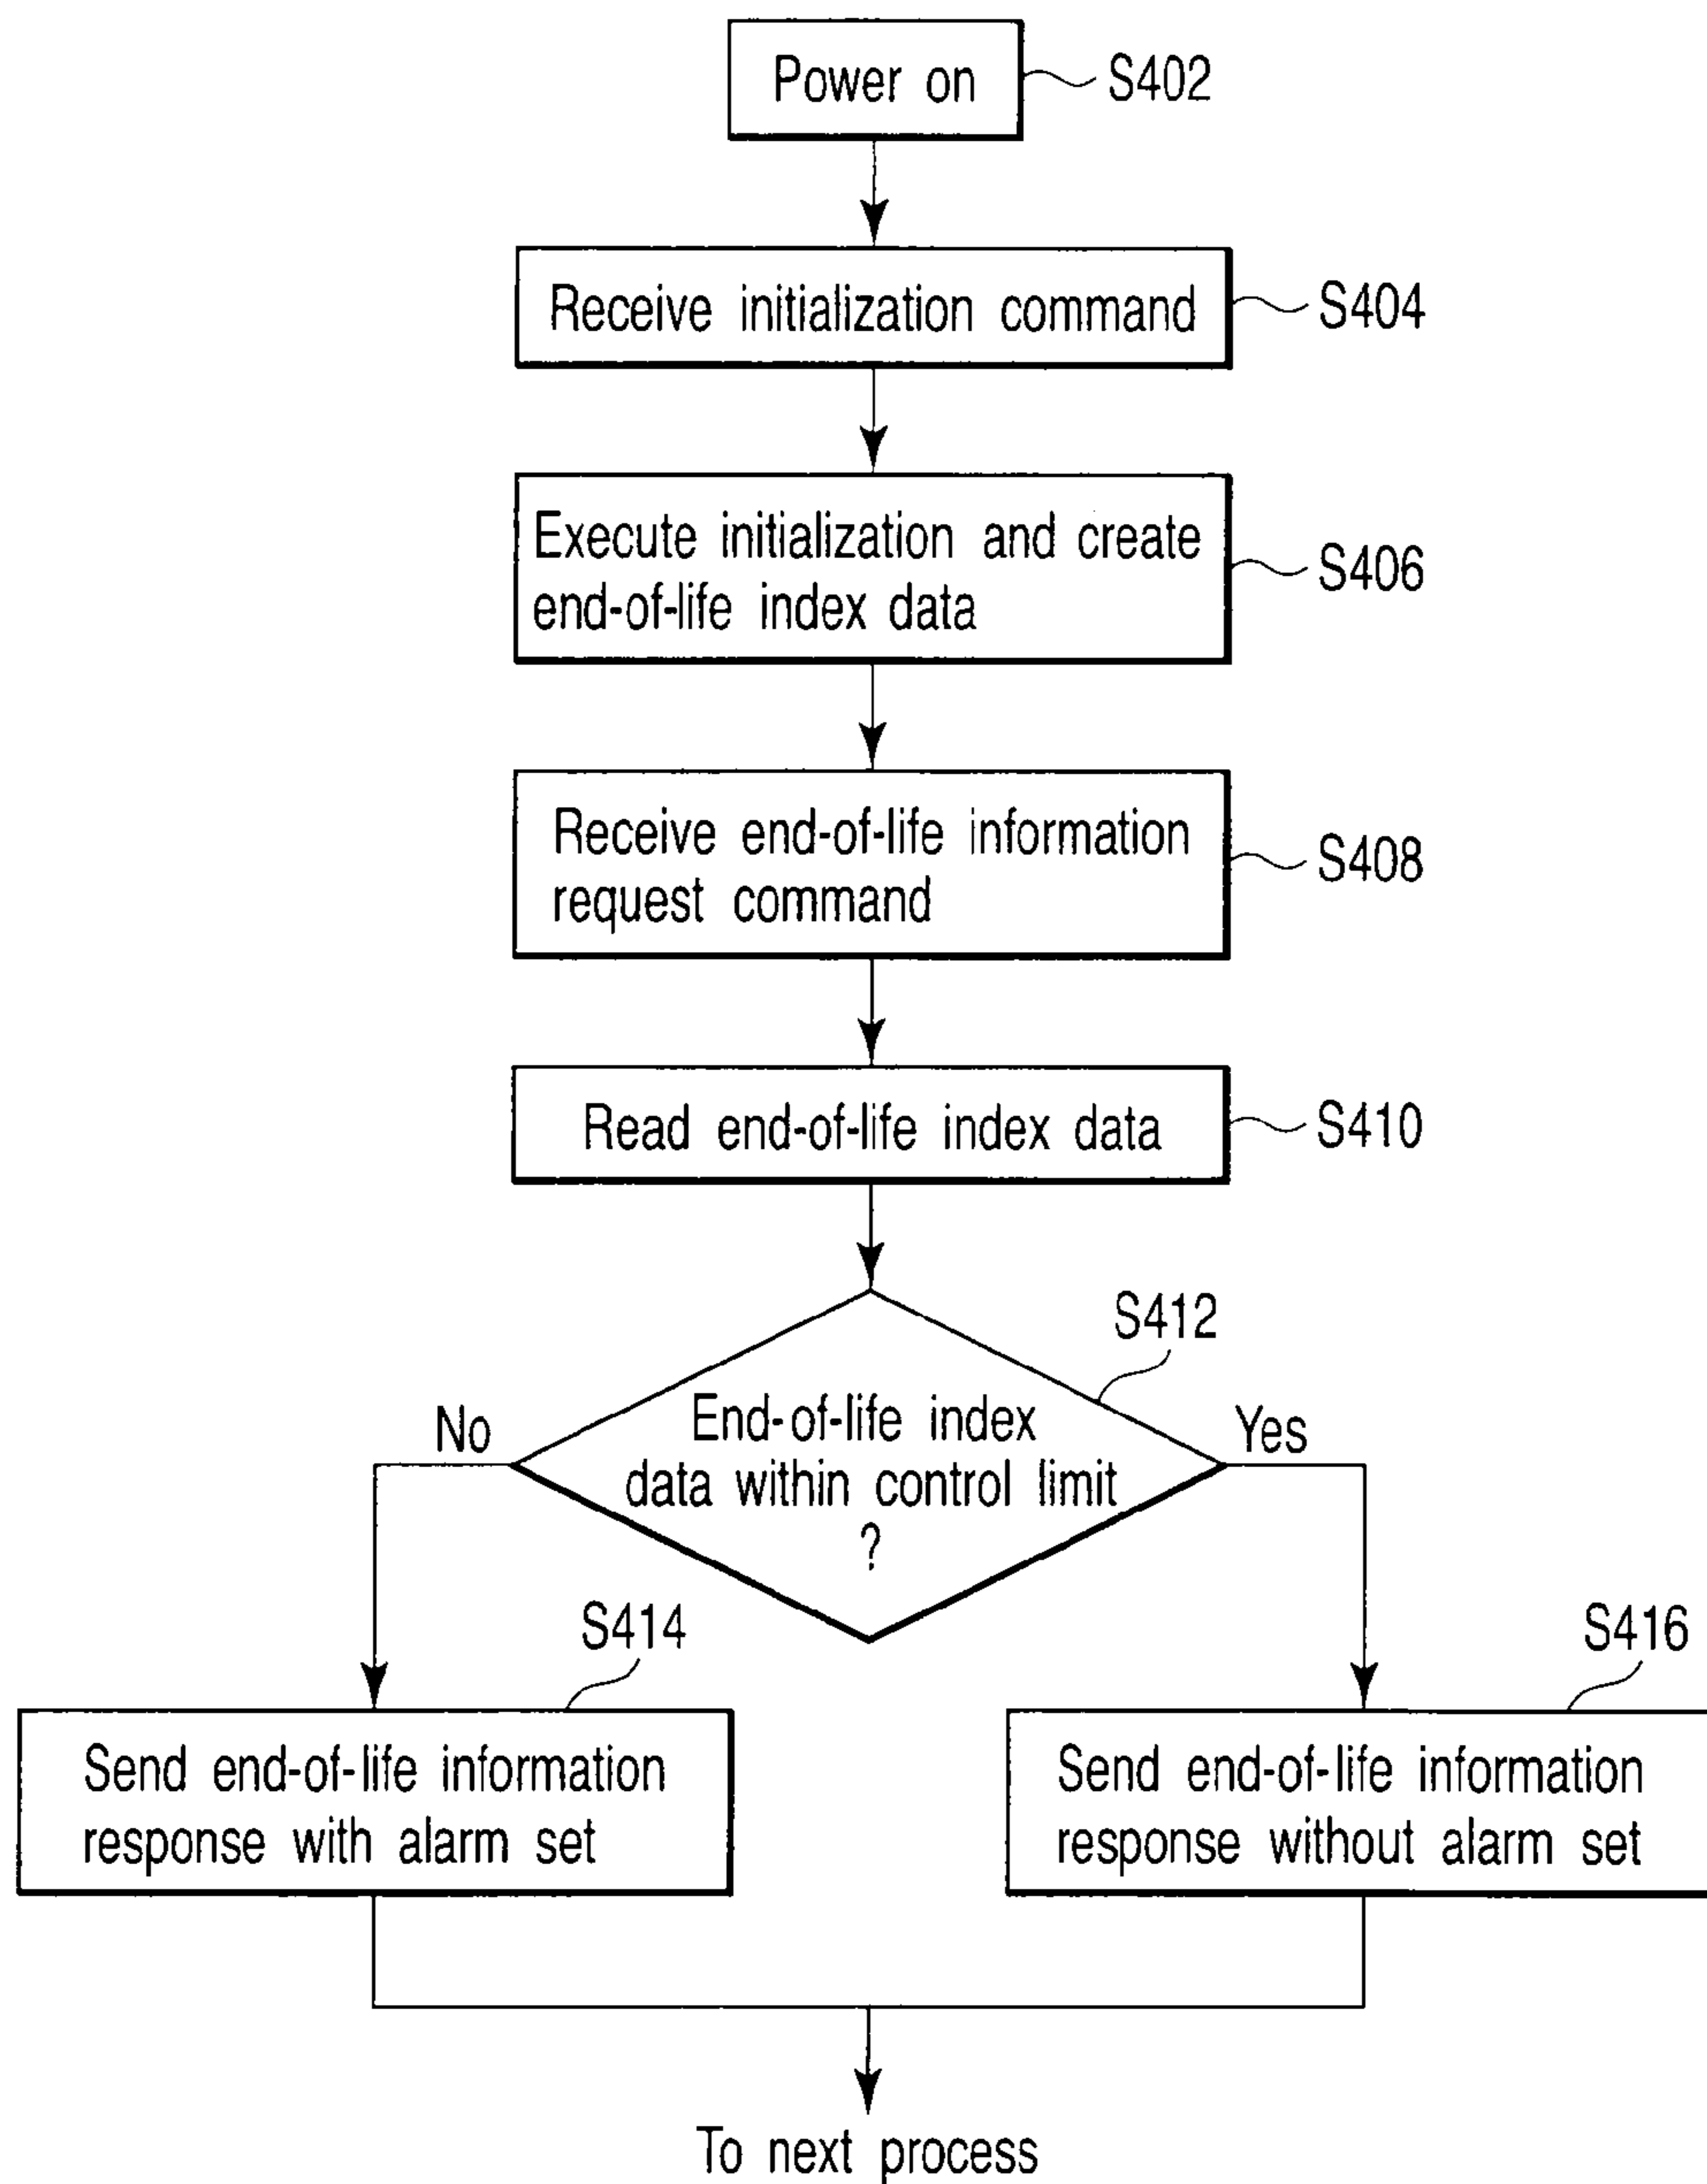 Power on
S402
Receive initialization command
S404
Execute initialization and create
end-of-life index data
S406
Receive end-of-life information
request command
S408
Read end-of-life index data
S410
S412
End-of-life index
data within control limit
?
No
Yes
S414
Send end-of-life information
response with alarm set
S416
Send end-of-life information
response without alarm set
To next process